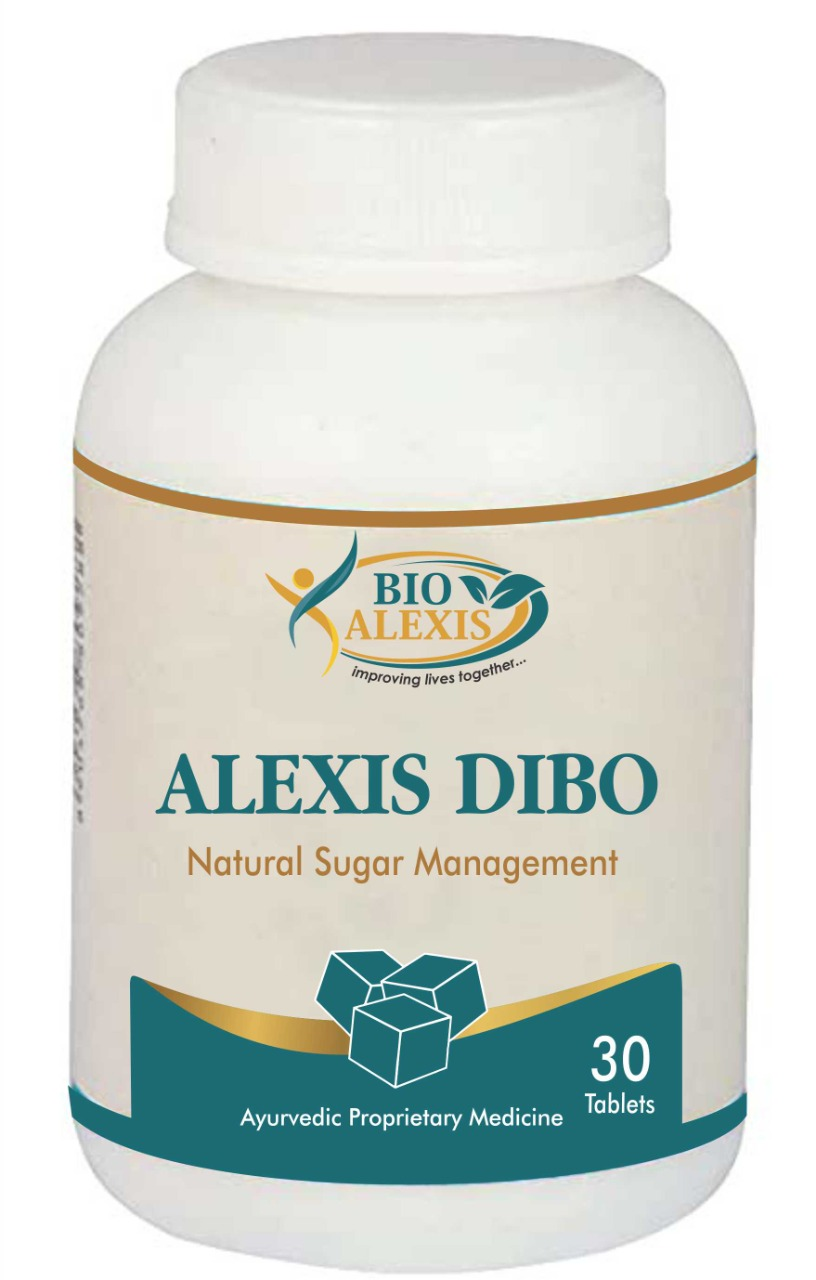 BIO
ALEXIS
improving lives together...
ALEXIS DIBO
Natural Sugar Management
30
Tablets
Ayurvedic Proprietary Medicine